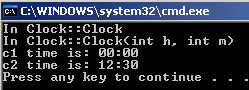 C:\WINDOWS\system32\cmd.exe
In Clock::Clock
In Clock::Clock(int h, int m)
c1 time is: 00:00
c2 time is: 12:30
Press any key to continue . . .